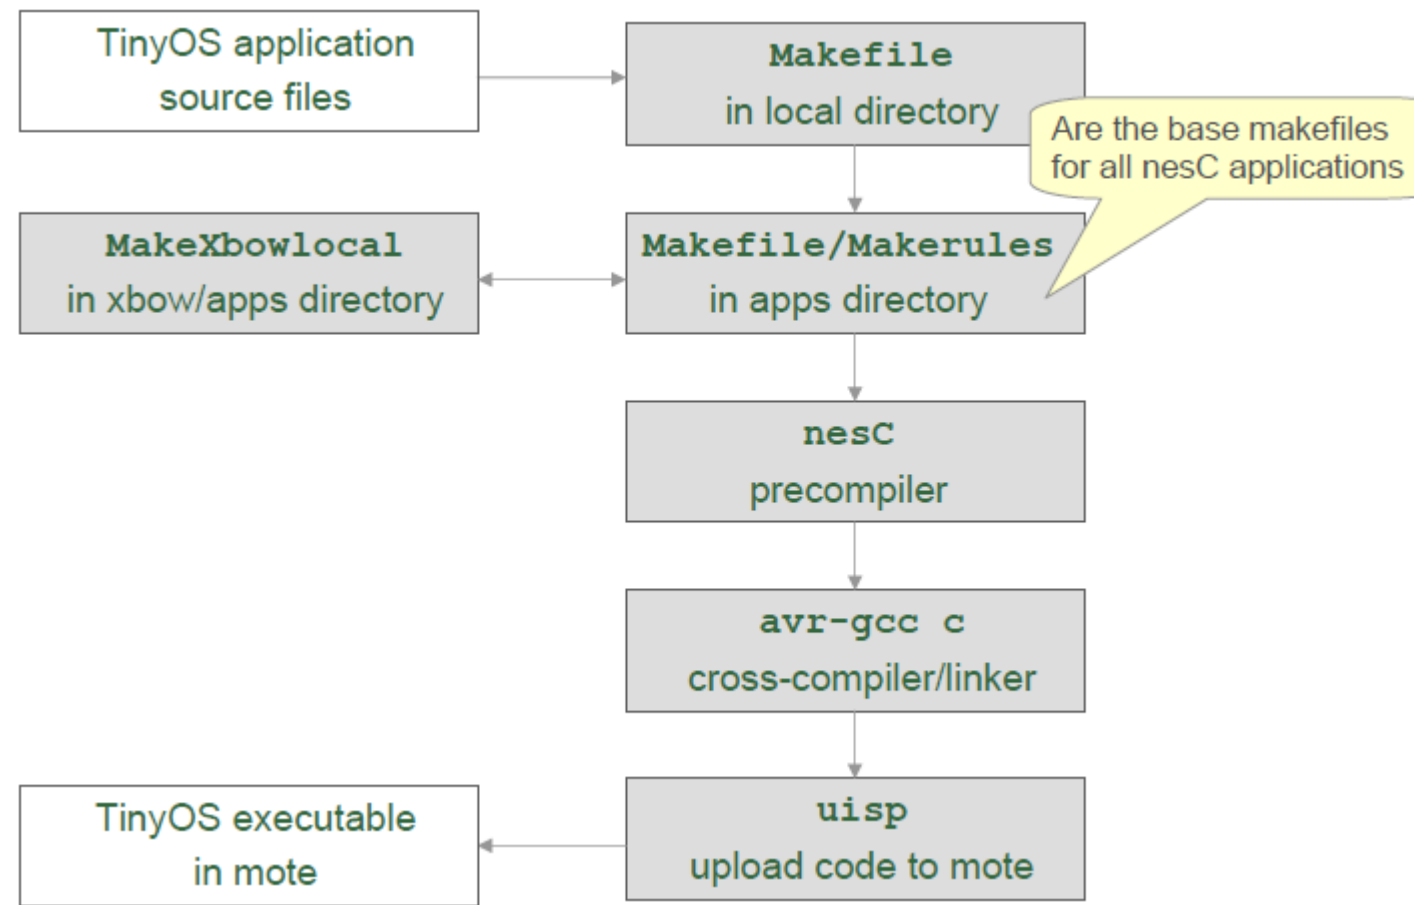 TinyOS application
source files
Makefile
in local directory
Are the base makefiles
for all nesC applications
MakeXbowlocal
in xbow/apps directory
Makefile/Makerules
in apps directory
nesC
precompiler
avr-gcc c
cross-compiler/linker
uisp
upload code to mote
TinyOS executable
in mote